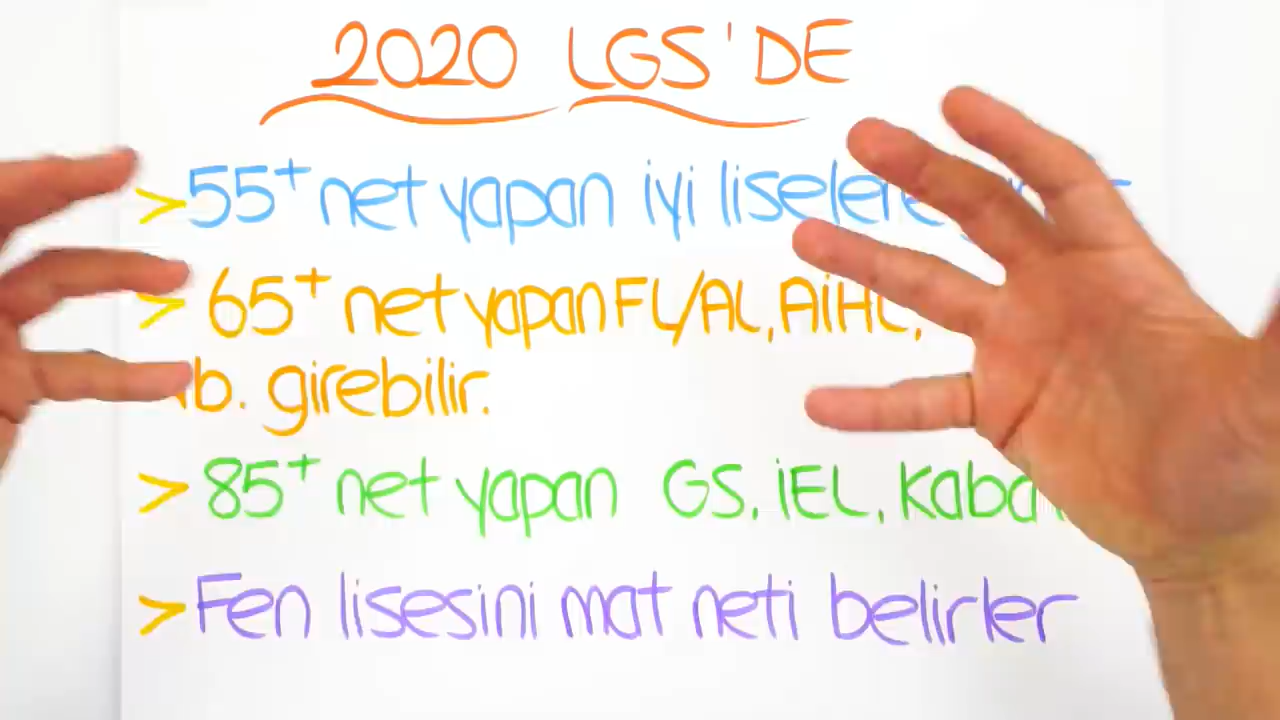 2020 LGS'DE
> 55+ net yapan iyi liselere
> 65+ net yapan FL/AL, AİHL,
b. girebilir.
> 85+ net yapan GS, İEL,
> Fen lisesini mat neti belirler